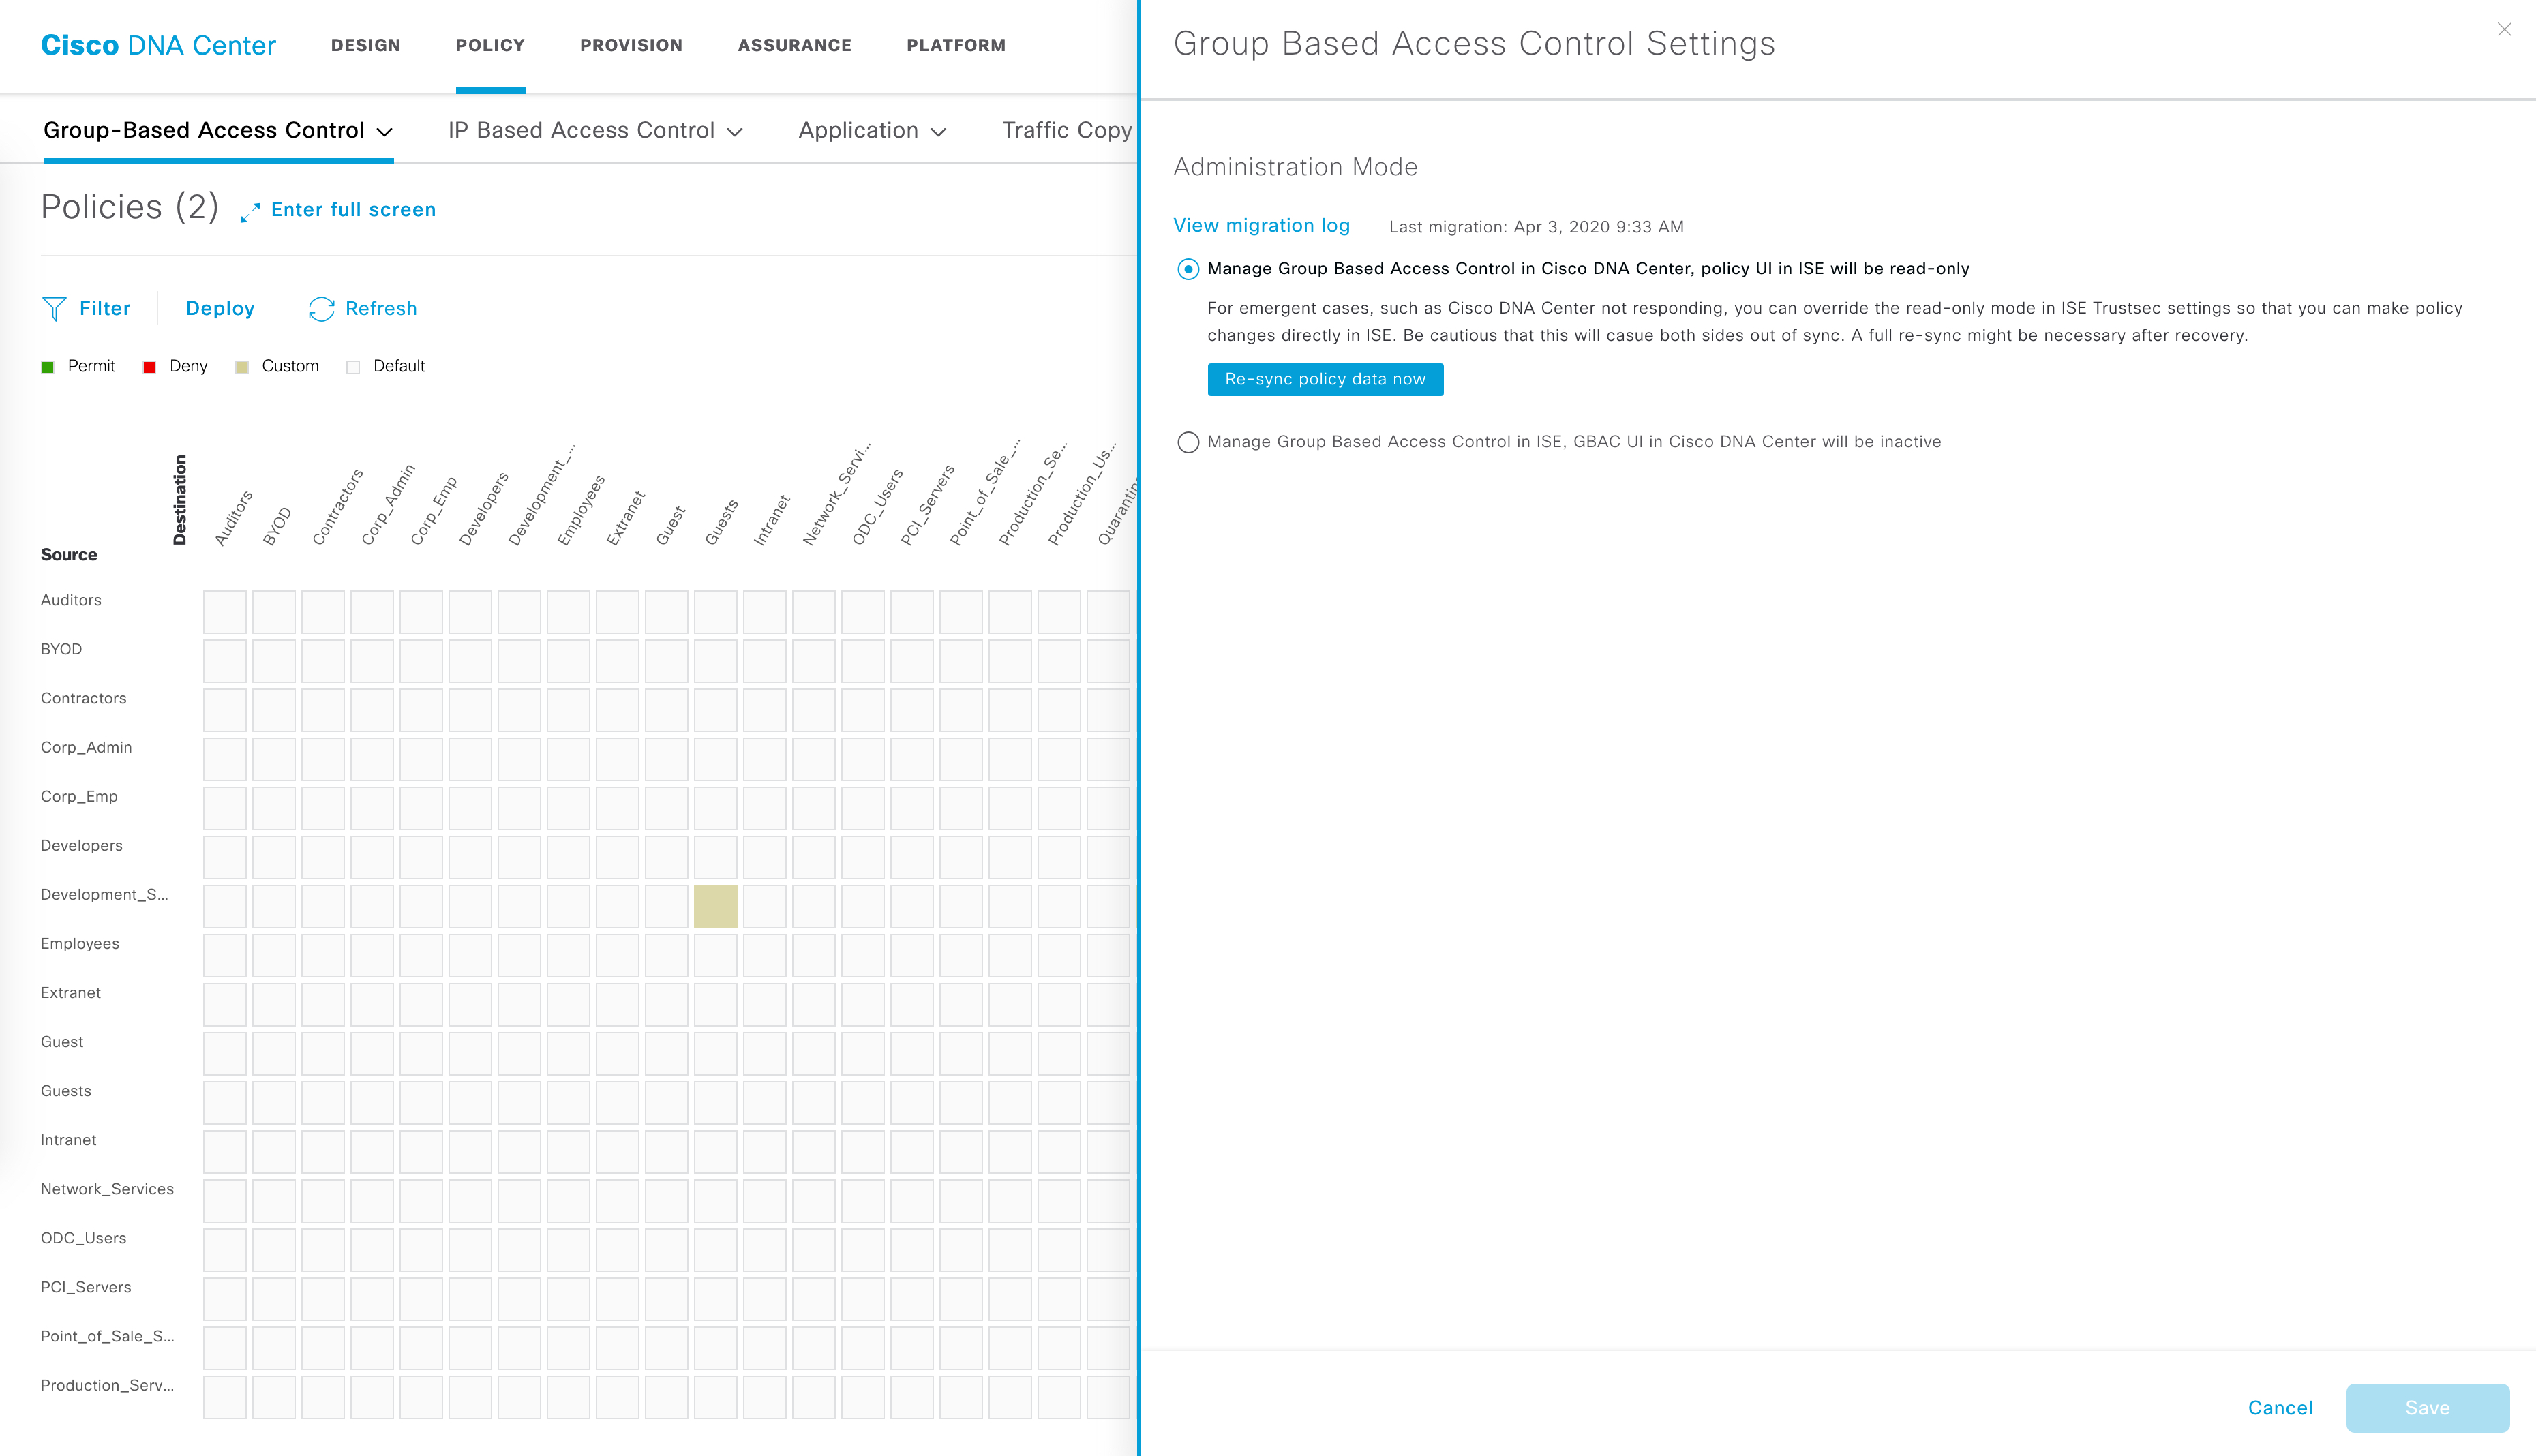 Cisco DNA Center
DESIGN
POLICY
PROVISION
ASSURANCE
PLATFORM
Group-Based Access Control
IP Based Access Control
Application
Traffic Copy
Policies (2)
Enter full screen
Filter
Deploy
Refresh
Permit
Deny
Custom
Default
Destination
Auditors
BYOD
Contractors
Corp_Admin
Corp_Emp
Developers
Development_...
Employees
Extranet
Guest
Guests
Intranet
Network_Servi...
ODC_Users
PCI_Servers
Point_of_Sale_...
Production_Se...
Production_Us...
Source
Auditors
BYOD
Contractors
Corp_Admin
Corp_Emp
Developers
Development_S...
Employees
Extranet
Guest
Guests
Intranet
Network_Services
ODC_Users
PCI_Servers
Point_of_Sale_S...
Production_Serv...
Group Based Access Control Settings
Administration Mode
View migration log
Last migration: Apr 3, 2020 9:33 AM
Manage Group Based Access Control in Cisco DNA Center, policy UI in ISE will be read-only
For emergent cases, such as Cisco DNA Center not responding, you can override the read-only mode in ISE Trustsec settings so that you can make policy
changes directly in ISE. Be cautious that this will casue both sides out of sync. A full re-sync might be necessary after recovery.
Re-sync policy data now
Manage Group Based Access Control in ISE, GBAC UI in Cisco DNA Center will be inactive
Cancel
Save